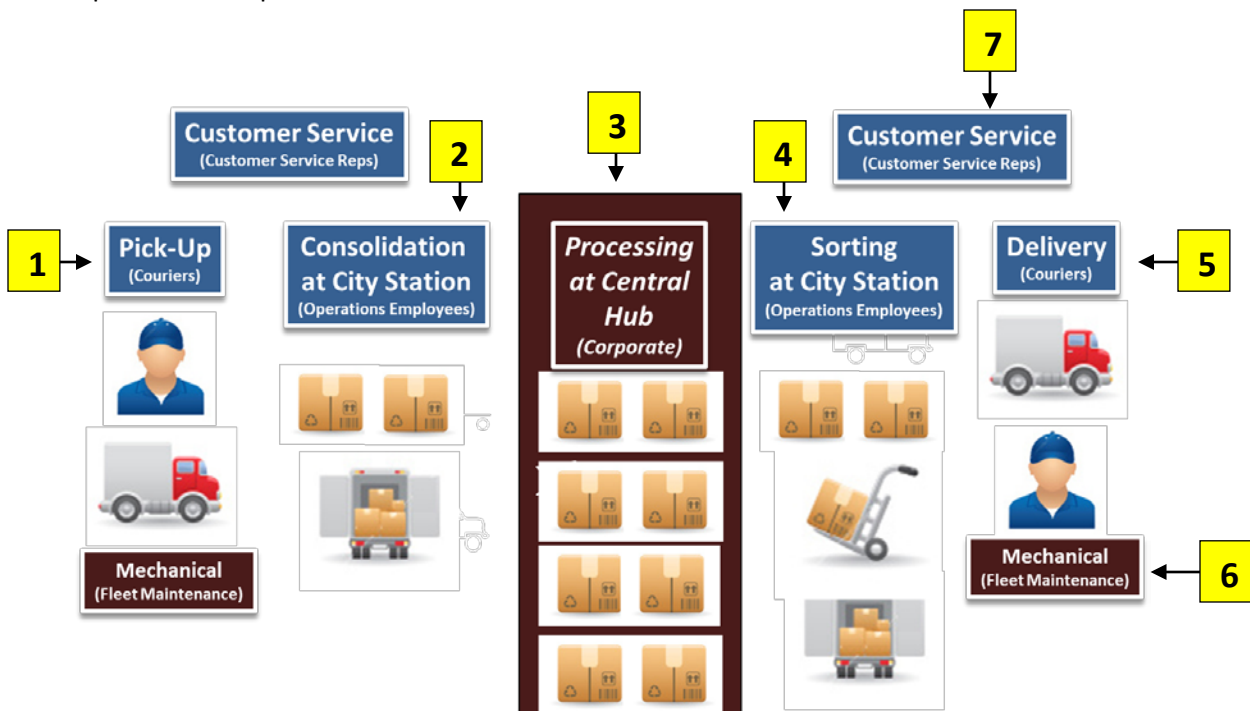 7
Customer Service
(Customer Service Reps)
2
3
4
Customer Service
(Customer Service Reps)
1
Pick-Up
(Couriers)
Consolidation
at City Station
(Operations Employees)
Processing
at Central
Hub
(Corporate)
Sorting
at City Station
(Operations Employees)
Delivery
(Couriers)
5
Mechanical
(Fleet Maintenance)
Mechanical
(Fleet Maintenance)
6